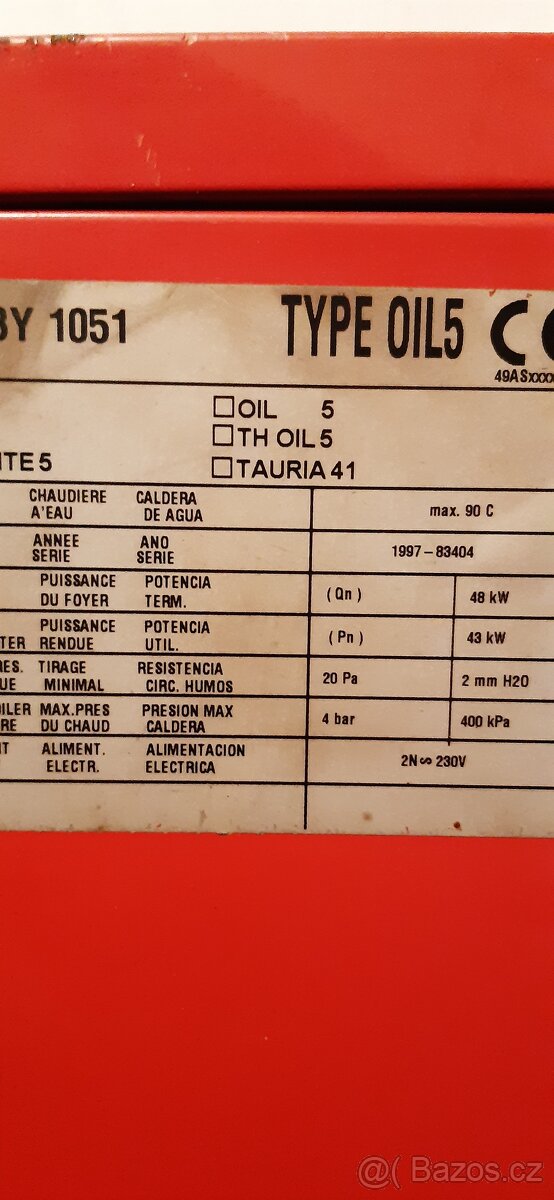 BY 1051 TYPE OIL5 CE
49ASxxxx
☐OIL 5
☐TH OIL 5
ITE 5 ☐TAURIA 41
CHAUDIERE CALDERA
A'EAU DE AGUA max. 90 C
ANNEE ANO
SERIE SERIE 1997-83404
PUISSANCE POTENCIA
DU FOYER TERM. (Qn) 48 kW
PUISSANCE POTENCIA
TER RENDUE UTIL. (Pn) 43 kW
RES. TIRAGE RESISTENCIA
UE MINIMAL CIRC. HUMOS 20 Pa 2 mm H2O
OILER MAX.PRES PRESION MAX
RE DU CHAUD CALDERA 4 bar 400 kPa
IT ALIMENT. ALIMENTACION
ELECTR. ELECTRICA 2N∽230V
@( Bazos.cz